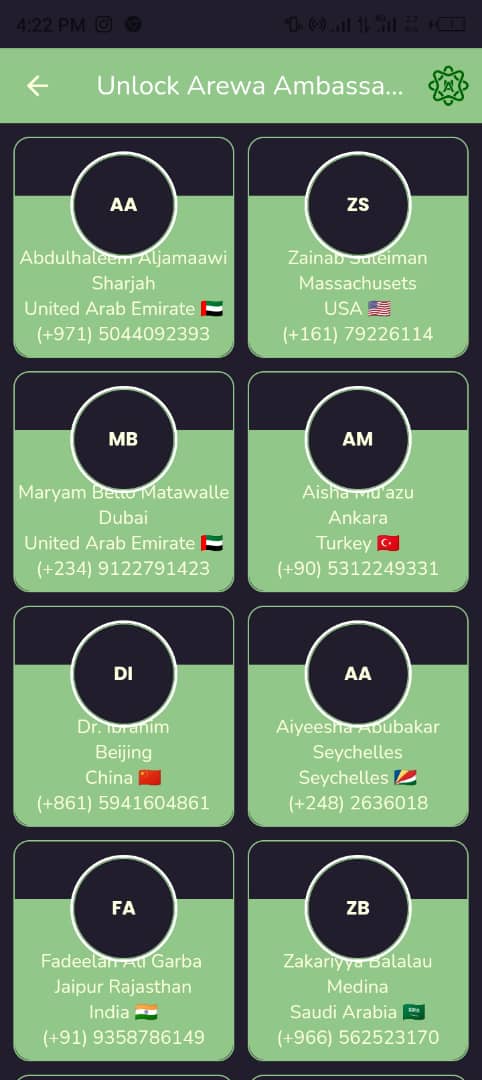 4:22 PM
Unlock Arewa Ambassa...
AA
Abdulhaleem Aljamaawi
Sharjah
United Arab Emirate 🇦🇪
(+971) 5044092393
ZS
Zainab Suleiman
Massachusets
USA 🇺🇸
(+161) 79226114
MB
Maryam Bello Matawalle
Dubai
United Arab Emirate 🇦🇪
(+234) 9122791423
AM
Aisha Mu'azu
Ankara
Turkey 🇹🇷
(+90) 5312249331
DI
Dr. Ibrahim
Beijing
China 🇨🇳
(+861) 5941604861
AA
Aiyeesha Abubakar
Seychelles
Seychelles 🇸🇨
(+248) 2636018
FA
Fadeelah Ali Garba
Jaipur Rajasthan
India 🇮🇳
(+91) 9358786149
ZB
Zakariyya Balalau
Medina
Saudi Arabia 🇸🇦
(+966) 562523170